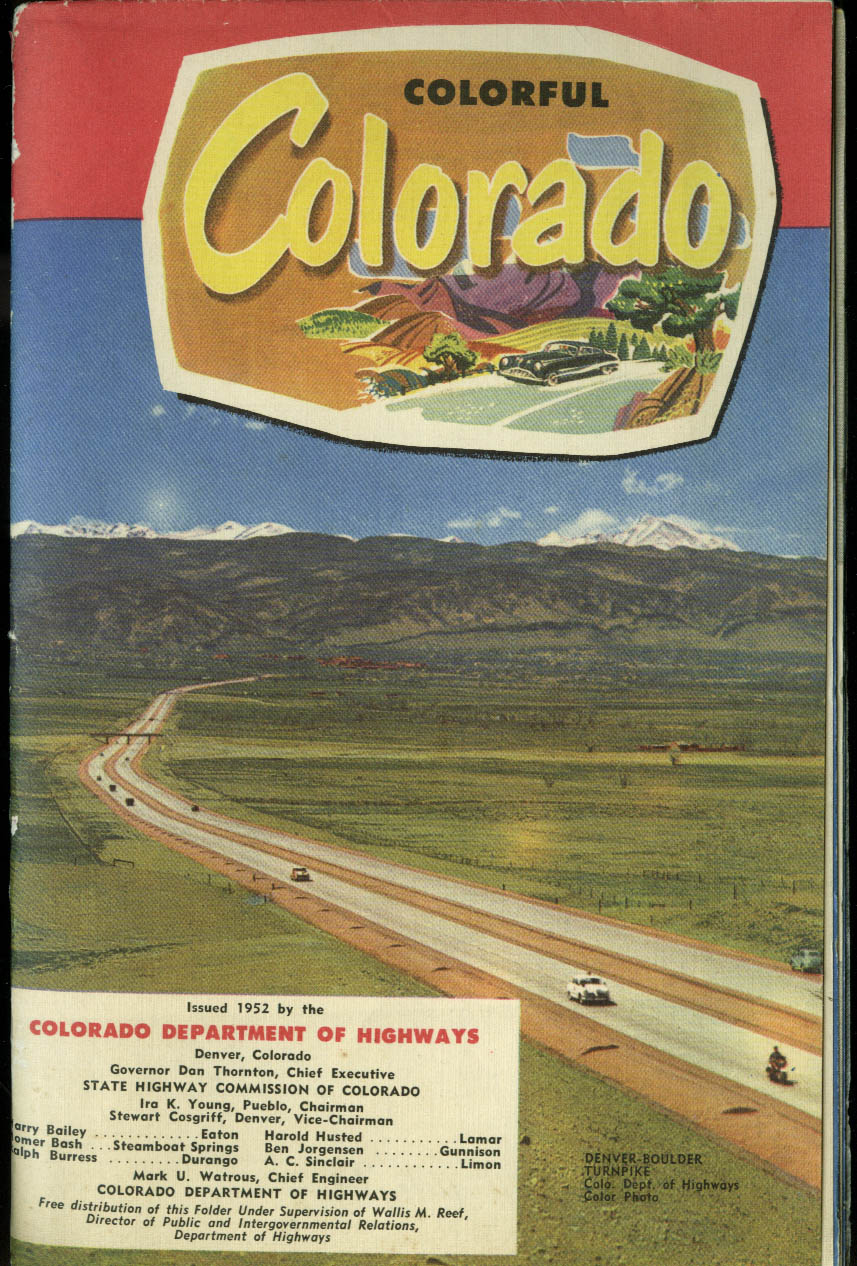 COLORFUL
Colorado
Issued 1952 by the
COLORADO DEPARTMENT OF HIGHWAYS
Denver, Colorado
Governor Dan Thornton, Chief Executive
STATE HIGHWAY COMMISSION OF COLORADO
Ira K. Young, Pueblo, Chairman
Stewart Cosgriff, Denver, Vice-Chairman
arry Bailey .............Eaton Harold Husted ...........Lamar
omer Bash ...Steamboat Springs Ben Jorgensen ........Gunnison
alph Burress .........Durango A. C. Sinclair ............Limon
Mark U. Watrous, Chief Engineer
COLORADO DEPARTMENT OF HIGHWAYS
Free distribution of this Folder Under Supervision of Wallis M. Reef,
Director of Public and Intergovernmental Relations,
Department of Highways
DENVER-BOULDER
TURNPIKE
Colo. Dept. of Highways
Color Photo